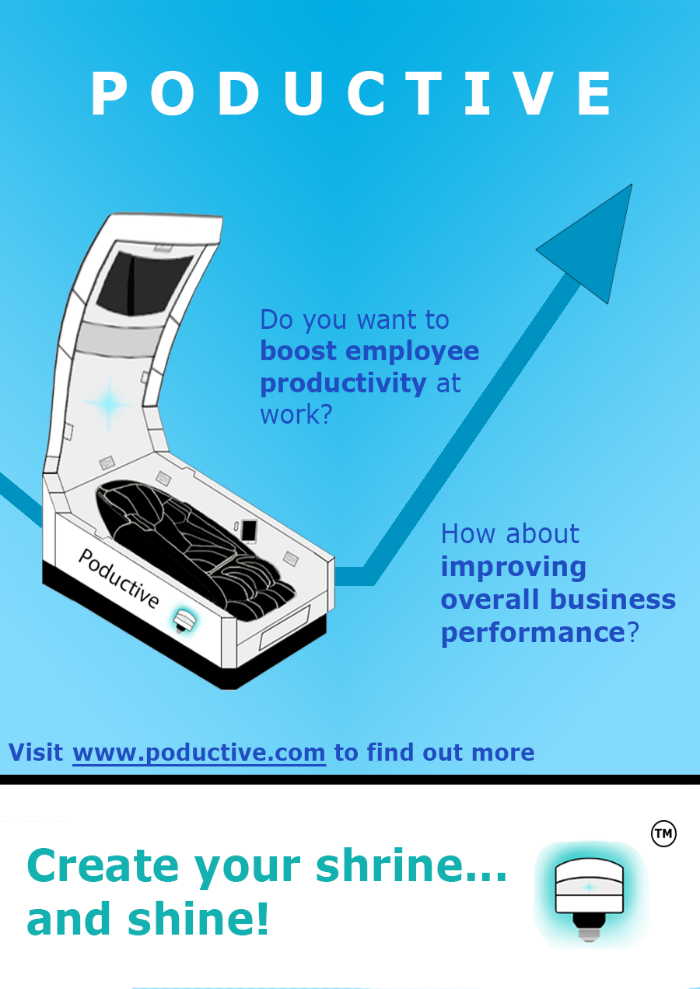 PODUCTIVE
Do you want to
boost employee
productivity at
work?
How about
improving
overall business
performance?
Poductive
Visit www.poductive.com to find out more
TM
Create your shrine...
and shine!